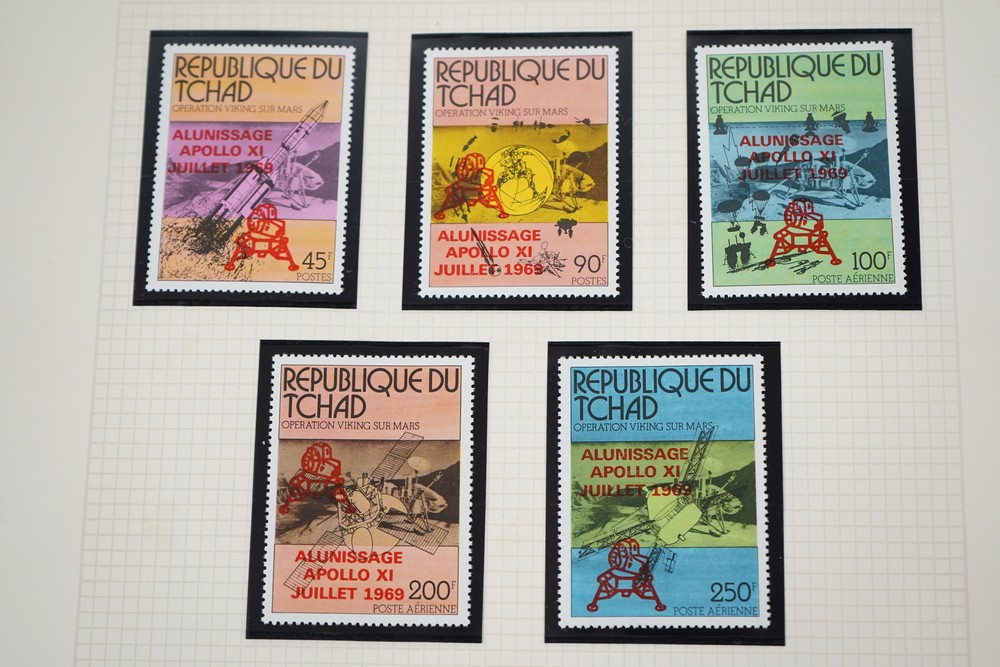 REPUBLIQUE DU
TCHAD
OPERATION VIKING SUR MARS
ALUNISSAGE
APOLLO XI
JUILLET 1969
45F
POSTES
REPUBLIQUE DU
TCHAD
OPERATION VIKING SUR MARS
ALUNISSAGE
APOLLO XI
JUILLET 1969
90F
POSTES
REPUBLIQUE DU
TCHAD
OPERATION VIKING SUR MARS
ALUNISSAGE
APOLLO XI
JUILLET 1969
100F
POSTE AÉRIENNE
REPUBLIQUE DU
TCHAD
OPERATION VIKING SUR MARS
ALUNISSAGE
APOLLO XI
JUILLET 1969
200F
POSTE AÉRIENNE
REPUBLIQUE DU
TCHAD
OPERATION VIKING SUR MARS
ALUNISSAGE
APOLLO XI
JUILLET 1969
250F
POSTE AÉRIENNE